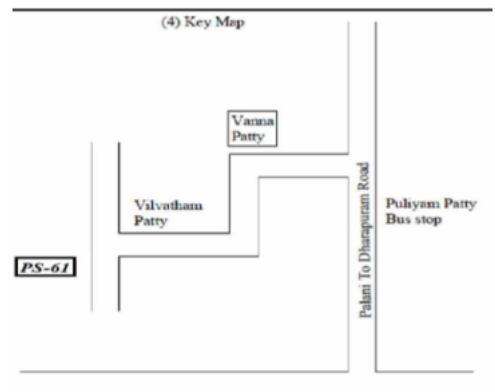 (4) Key Map
Vanna
Patty
Vilvatham
Patty
Palani To Dharapuram Road
Puliyam Patty
Bus stop
PS-61